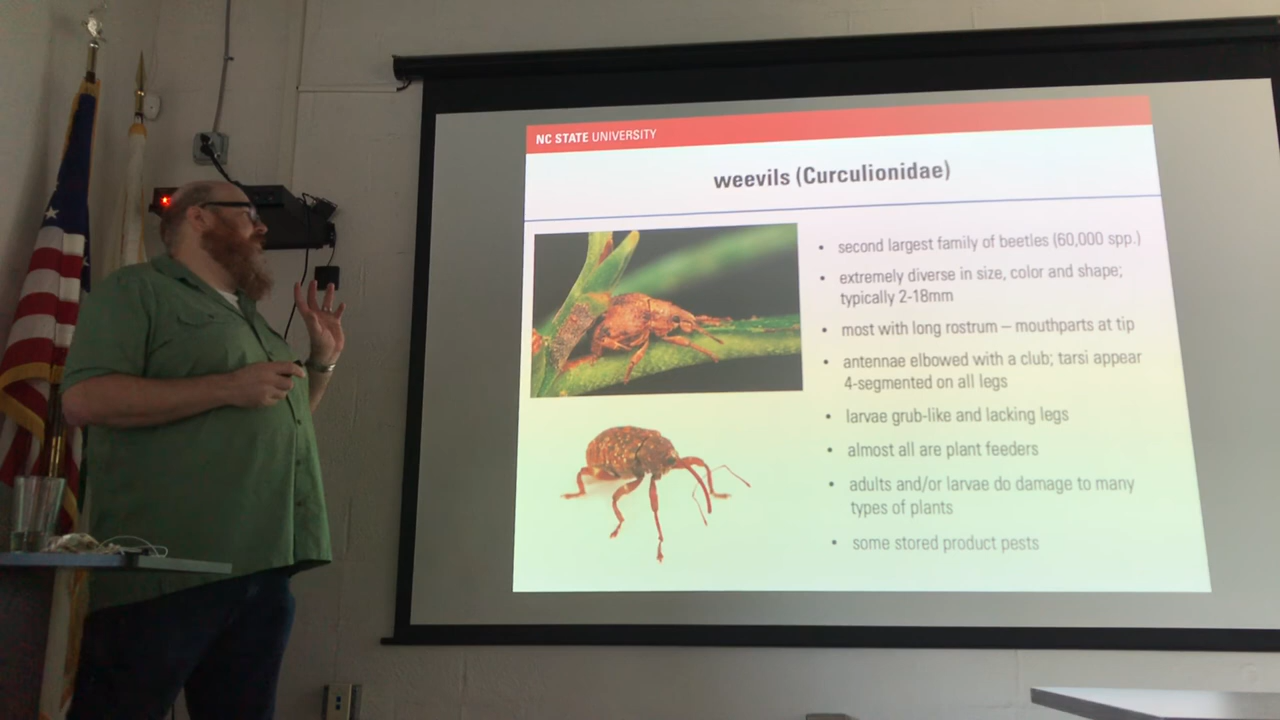 NC STATE UNIVERSITY
weevils (Curculionidae)
• second largest family of beetles (60,000 spp.)
• extremely diverse in size, color and shape;
typically 2-18mm
• most with long rostrum – mouthparts at tip
• antennae elbowed with a club; tarsi appear
4-segmented on all legs
• larvae grub-like and lacking legs
• almost all are plant feeders
• adults and/or larvae do damage to many
types of plants
• some stored product pests